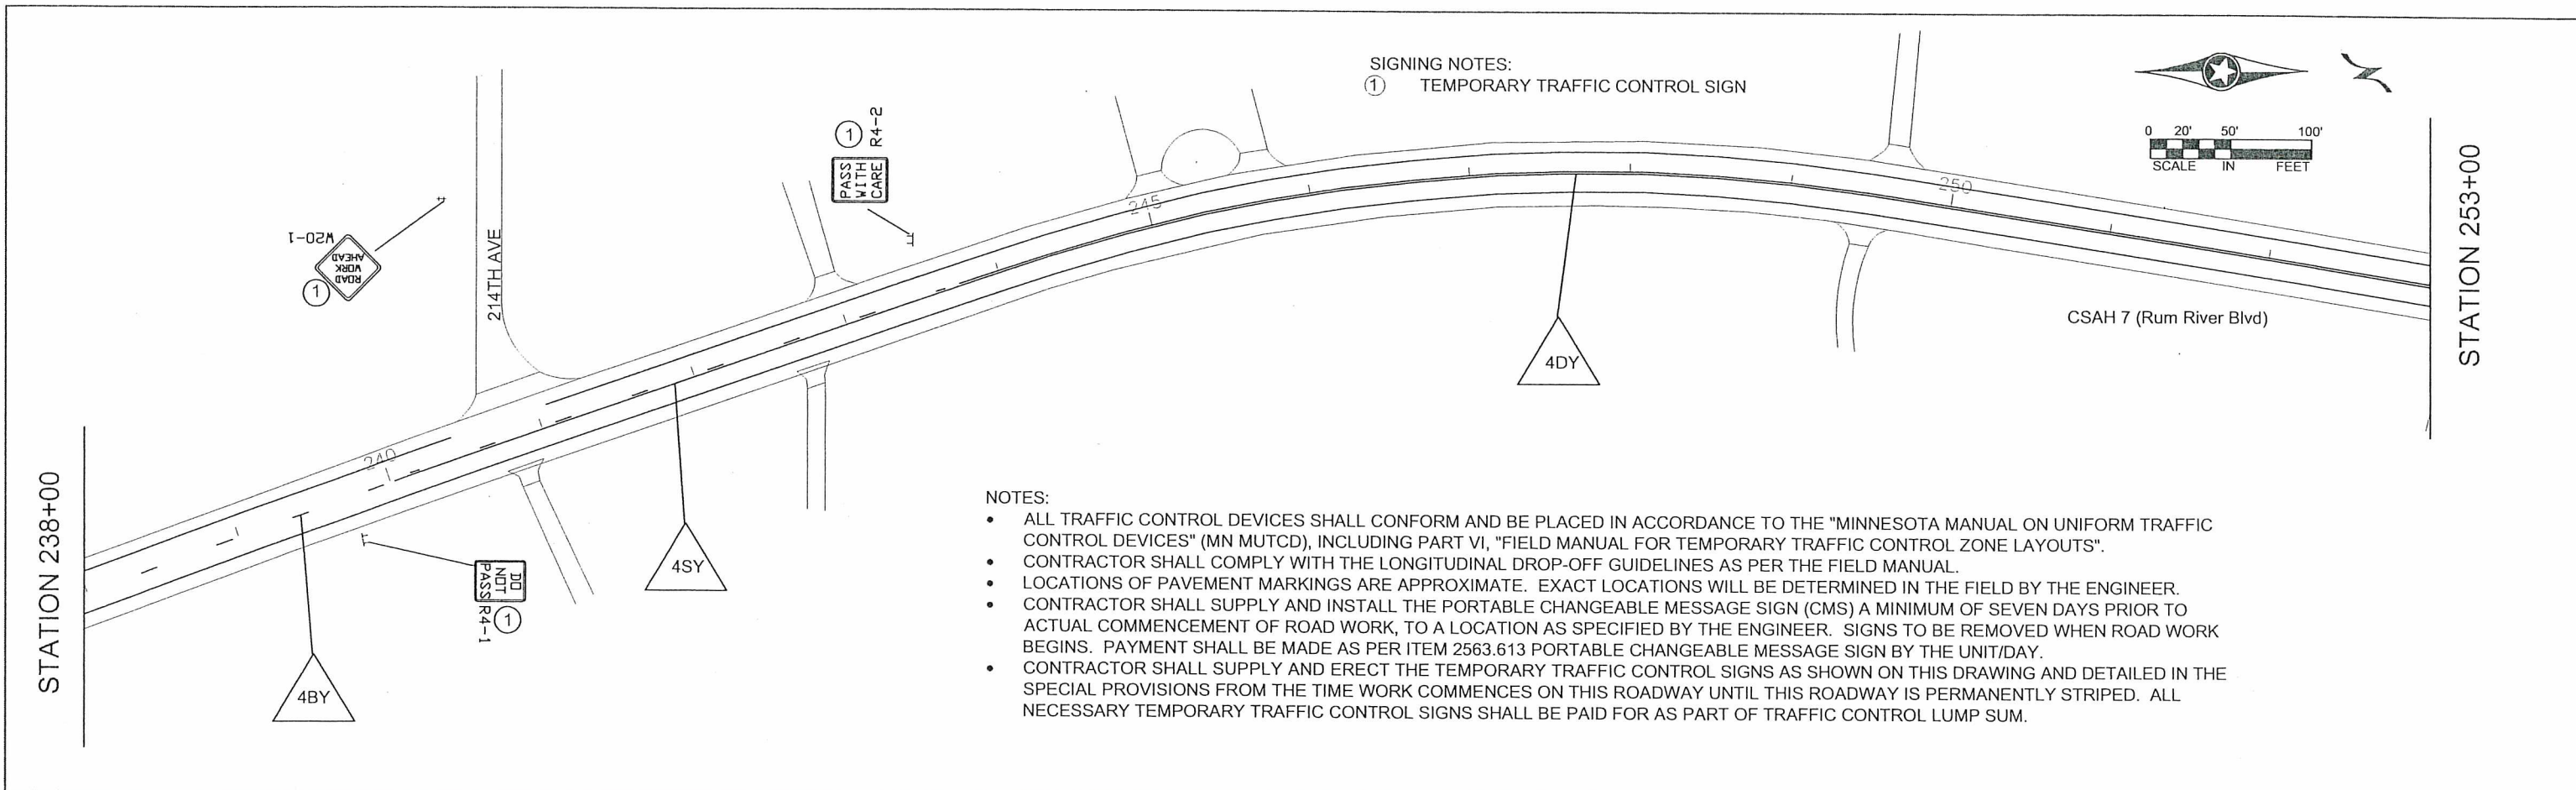 SIGNING NOTES:
① TEMPORARY TRAFFIC CONTROL SIGN
0 20' 50' 100'
SCALE IN FEET
STATION 238+00
STATION 253+00
W20-1
ROAD
WORK
AHEAD
①
214TH AVE
① R4-2
PASS
WITH
CARE
240
245
250
CSAH 7 (Rum River Blvd)
DO
NOT
PASS
R4-1 ①
4BY
4SY
4DY
NOTES:
• ALL TRAFFIC CONTROL DEVICES SHALL CONFORM AND BE PLACED IN ACCORDANCE TO THE "MINNESOTA MANUAL ON UNIFORM TRAFFIC
CONTROL DEVICES" (MN MUTCD), INCLUDING PART VI, "FIELD MANUAL FOR TEMPORARY TRAFFIC CONTROL ZONE LAYOUTS".
• CONTRACTOR SHALL COMPLY WITH THE LONGITUDINAL DROP-OFF GUIDELINES AS PER THE FIELD MANUAL.
• LOCATIONS OF PAVEMENT MARKINGS ARE APPROXIMATE. EXACT LOCATIONS WILL BE DETERMINED IN THE FIELD BY THE ENGINEER.
• CONTRACTOR SHALL SUPPLY AND INSTALL THE PORTABLE CHANGEABLE MESSAGE SIGN (CMS) A MINIMUM OF SEVEN DAYS PRIOR TO
ACTUAL COMMENCEMENT OF ROAD WORK, TO A LOCATION AS SPECIFIED BY THE ENGINEER. SIGNS TO BE REMOVED WHEN ROAD WORK
BEGINS. PAYMENT SHALL BE MADE AS PER ITEM 2563.613 PORTABLE CHANGEABLE MESSAGE SIGN BY THE UNIT/DAY.
• CONTRACTOR SHALL SUPPLY AND ERECT THE TEMPORARY TRAFFIC CONTROL SIGNS AS SHOWN ON THIS DRAWING AND DETAILED IN THE
SPECIAL PROVISIONS FROM THE TIME WORK COMMENCES ON THIS ROADWAY UNTIL THIS ROADWAY IS PERMANENTLY STRIPED. ALL
NECESSARY TEMPORARY TRAFFIC CONTROL SIGNS SHALL BE PAID FOR AS PART OF TRAFFIC CONTROL LUMP SUM.